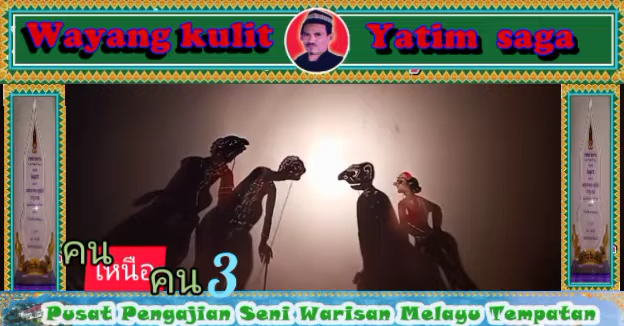 Wayang kulit Yatim saga
คน
เหนือ
คน 3
Pusat Pengajian Seni Warisan Melayu Tempatan